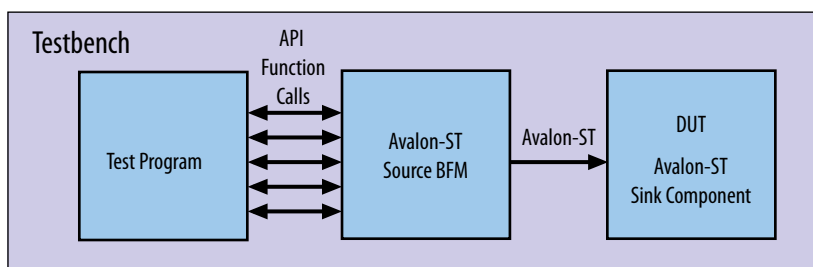 Testbench
API
Function
Calls
Test Program
Avalon-ST
Source BFM
Avalon-ST
DUT
Avalon-ST
Sink Component